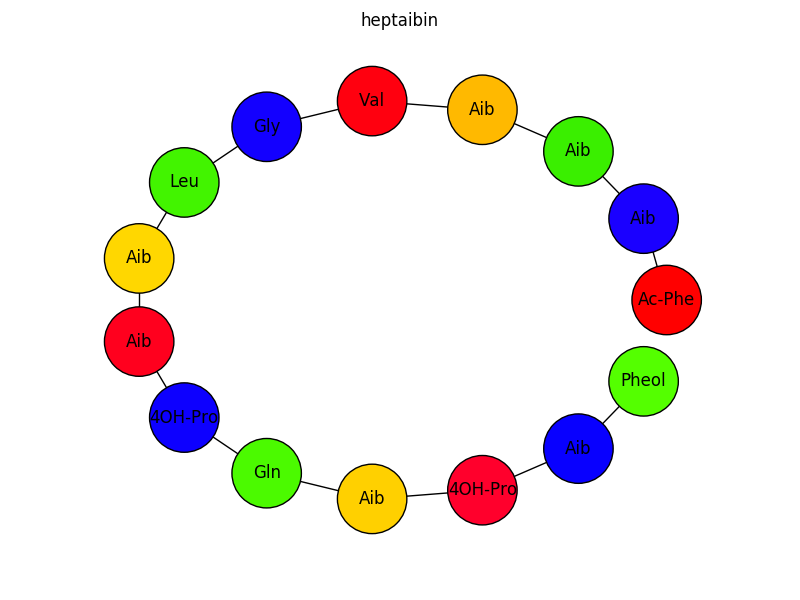 heptaibin
Val
Aib
Gly
Aib
Leu
Aib
Aib
Ac-Phe
Aib
Pheol
4OH-Pro
Aib
Gln
4OH-Pro
Aib